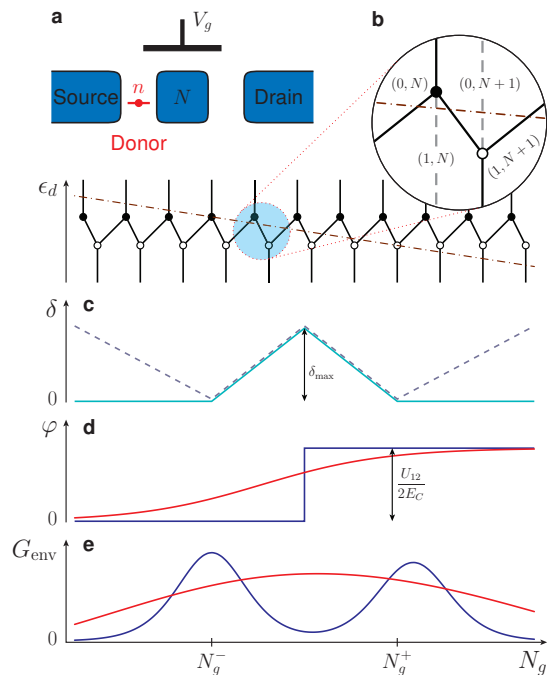 a
V_g
b
Source
n
N
Drain
Donor
(0, N)
(0, N+1)
(1, N)
(1, N+1)
ϵ_d
c
δ
δ_max
0
d
φ
U_12
2E_C
0
e
G_env
0
N_g^-
N_g^+
N_g